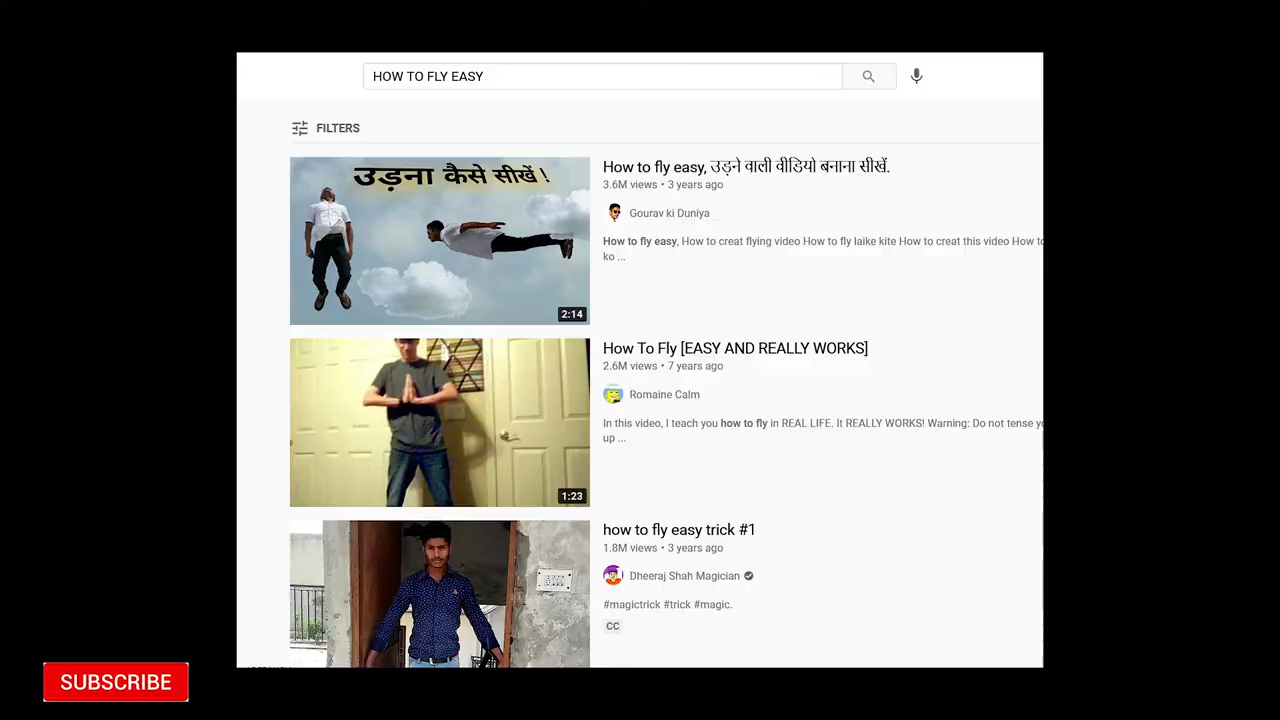 HOW TO FLY EASY
FILTERS
उड़ना कैसे सीखें !
2:14
How to fly easy, उड़ने वाली वीडियो बनाना सीखें.
3.6M views • 3 years ago
Gourav ki Duniya
How to fly easy, How to creat flying video How to fly laike kite How to creat this video How to
ko ...
1:23
How To Fly [EASY AND REALLY WORKS]
2.6M views • 7 years ago
Romaine Calm
In this video, I teach you how to fly in REAL LIFE. It REALLY WORKS! Warning: Do not tense
up ...
how to fly easy trick #1
1.8M views • 3 years ago
Dheeraj Shah Magician
#magictrick #trick #magic.
CC
SUBSCRIBE